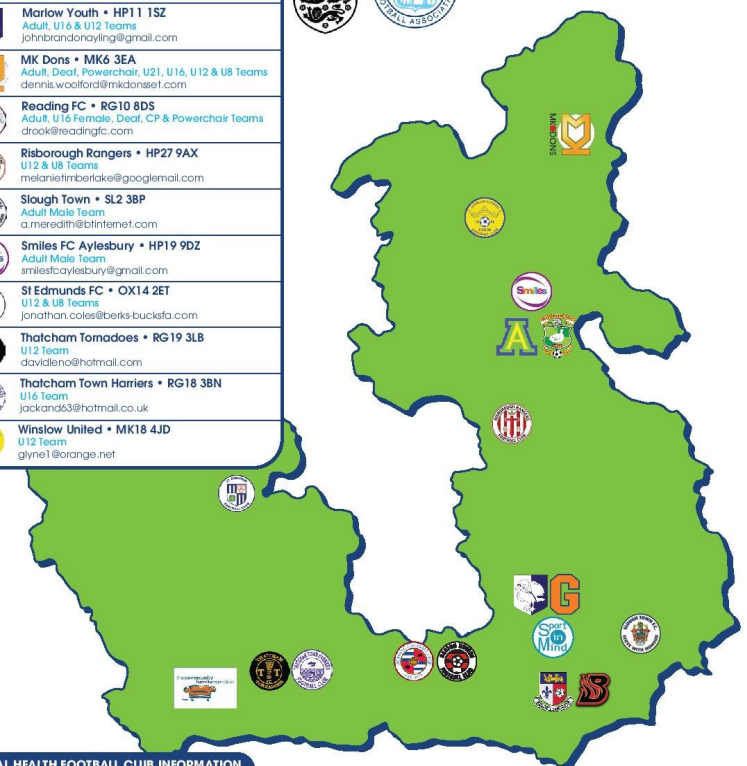 Marlow Youth • HP11 1SZ
Adult, U16 & U12 Teams
johnbrandonayling@gmail.com
MK Dons • MK6 3EA
Adult, Deaf, Powerchair, U21, U16, U12 & U8 Teams
dennis.woolford@mkdonsset.com
Reading FC • RG10 8DS
Adult, U16 Female, Deaf, CP & Powerchair Teams
drook@readingfc.com
Risborough Rangers • HP27 9AX
U12 & U8 Teams
melanietimberlake@googlemail.com
Slough Town • SL2 3BP
Adult Male Team
a.meredith@btinternet.com
Smiles FC Aylesbury • HP19 9DZ
Adult Male Team
smilesfcaylesbury@gmail.com
St Edmunds FC • OX14 2ET
U12 & U8 Teams
jonathan.coles@berks-bucksfa.com
Thatcham Tornadoes • RG19 3LB
U12 Team
davidleno@hotmail.com
Thatcham Town Harriers • RG18 3BN
U16 Team
jackand63@hotmail.co.uk
Winslow United • MK18 4JD
U12 Team
glyne1@orange.net
FOOTBALL ASSOCIATION
MK DONS
Smiles
A
G
Sport
in
Mind
SLOUGH TOWN F.C.
THATCHAM
T T
TORNADOES
B
AL HEALTH FOOTBALL CLUB INFORMATION